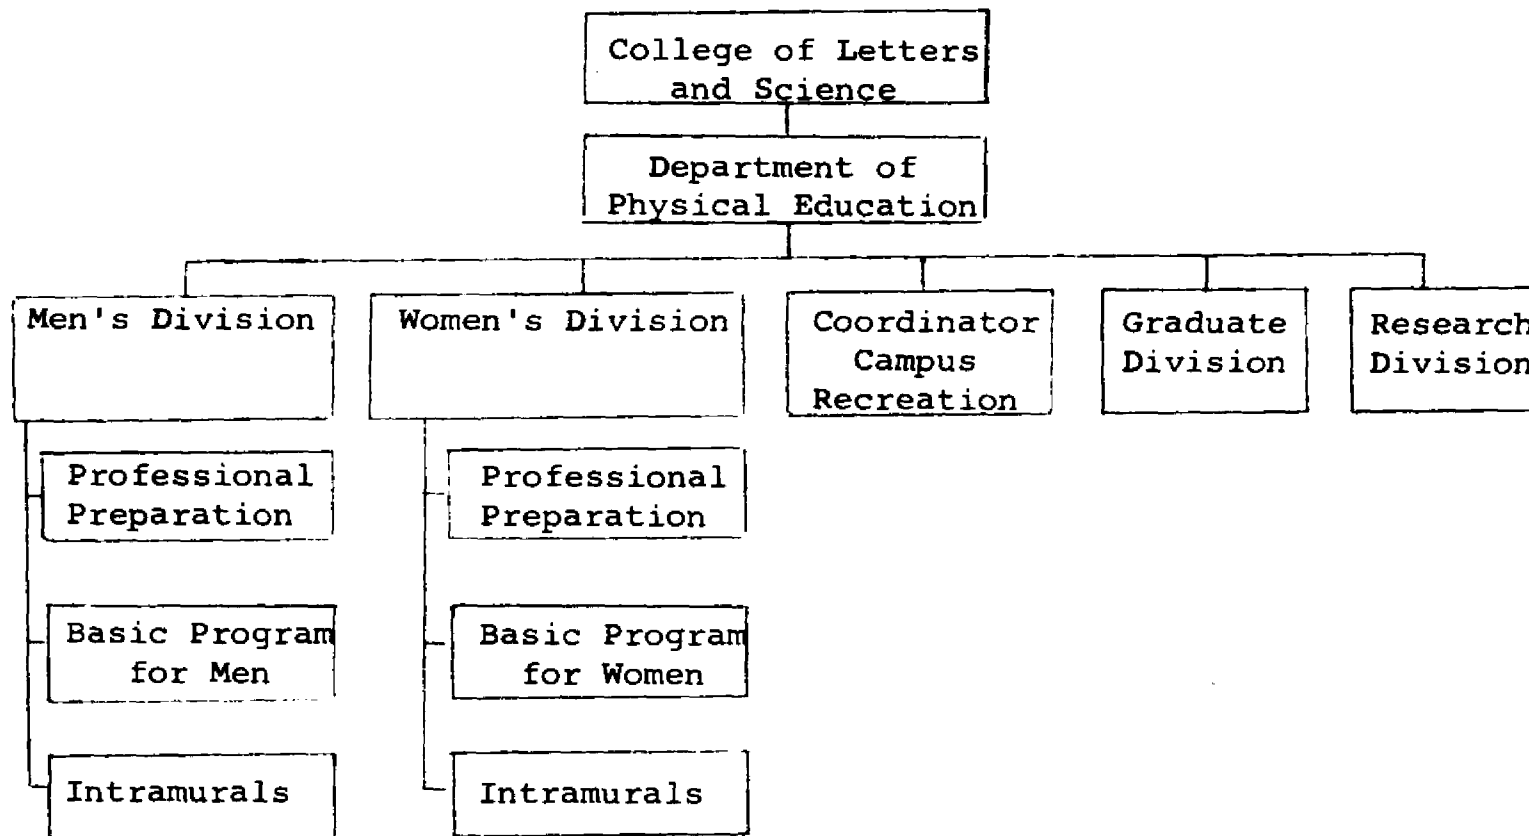 College of Letters
and Science
Department of
Physical Education
Men's Division
Women's Division
Coordinator
Campus
Recreation
Graduate
Division
Research
Division
Professional
Preparation
Professional
Preparation
Basic Program
for Men
Basic Program
for Women
Intramurals
Intramurals